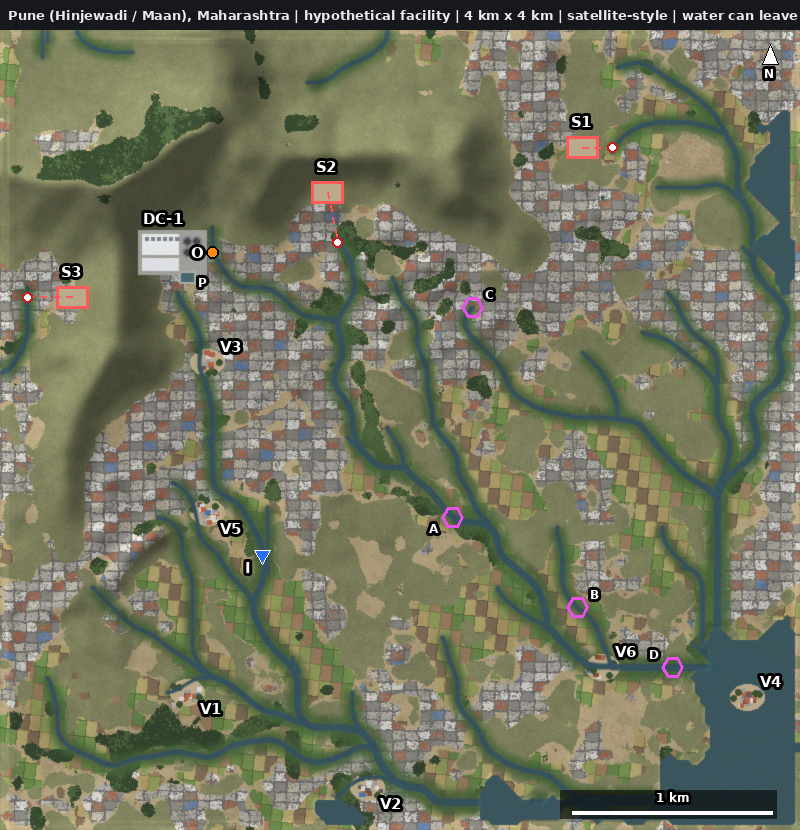 Pune (Hinjewadi / Maan), Maharashtra | hypothetical facility | 4 km x 4 km | satellite-style | water can leave
N
S1
S2
DC-1
O
S3
P
C
V3
V5
A
I
B
V6
D
V4
V1
V2
1 km